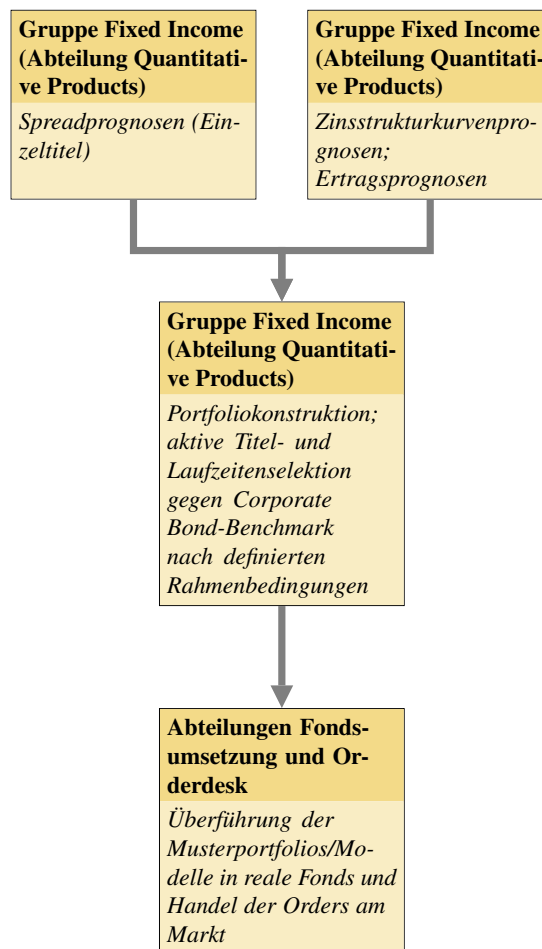 Gruppe Fixed Income
(Abteilung Quantitati-
ve Products)
Spreadprognosen (Ein-
zeltitel)
Gruppe Fixed Income
(Abteilung Quantitati-
ve Products)
Zinsstrukturkurvenpro-
gnosen;
Ertragsprognosen
Gruppe Fixed Income
(Abteilung Quantitati-
ve Products)
Portfoliokonstruktion;
aktive Titel- und
Laufzeitenselektion
gegen Corporate
Bond-Benchmark
nach definierten
Rahmenbedingungen
Abteilungen Fonds-
umsetzung und Or-
derdesk
Überführung der
Musterportfolios/Mo-
delle in reale Fonds und
Handel der Orders am
Markt